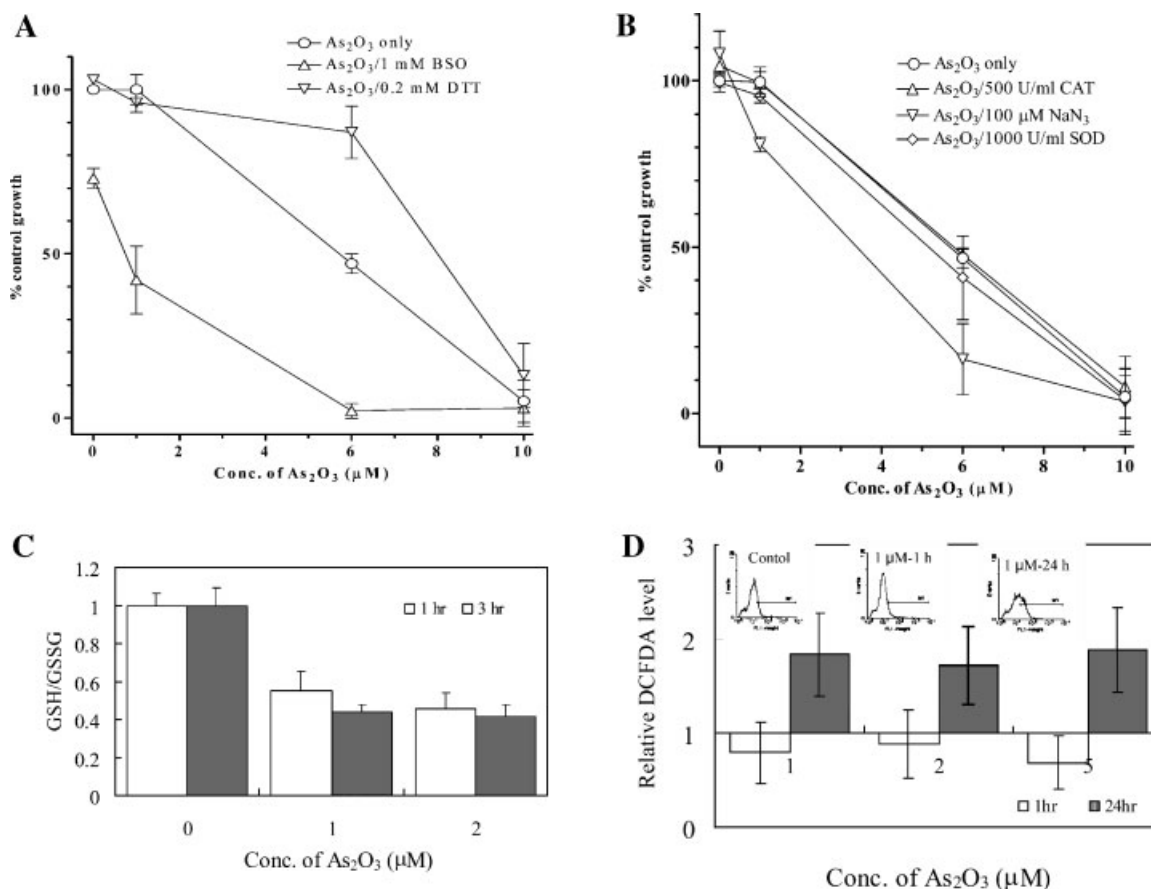 A
As₂O₃ only
As₂O₃/1 mM BSO
As₂O₃/0.2 mM DTT
% control growth
100
50
0
0 2 4 6 8 10
Conc. of As₂O₃ (μM)
B
As₂O₃ only
As₂O₃/500 U/ml CAT
As₂O₃/100 μM NaN₃
As₂O₃/1000 U/ml SOD
% control growth
100
50
0
0 2 4 6 8 10
Conc. of As₂O₃ (μM)
C
GSH/GSSG
1.2
1
0.8
0.6
0.4
0.2
0
1 hr 3 hr
0 1 2
Conc. of As₂O₃ (μM)
D
Relative DCFDA level
3
2
1
0
Contol
1 μM-1 h
1 μM-24 h
1 2 5
1hr 24hr
Conc. of As₂O₃ (μM)